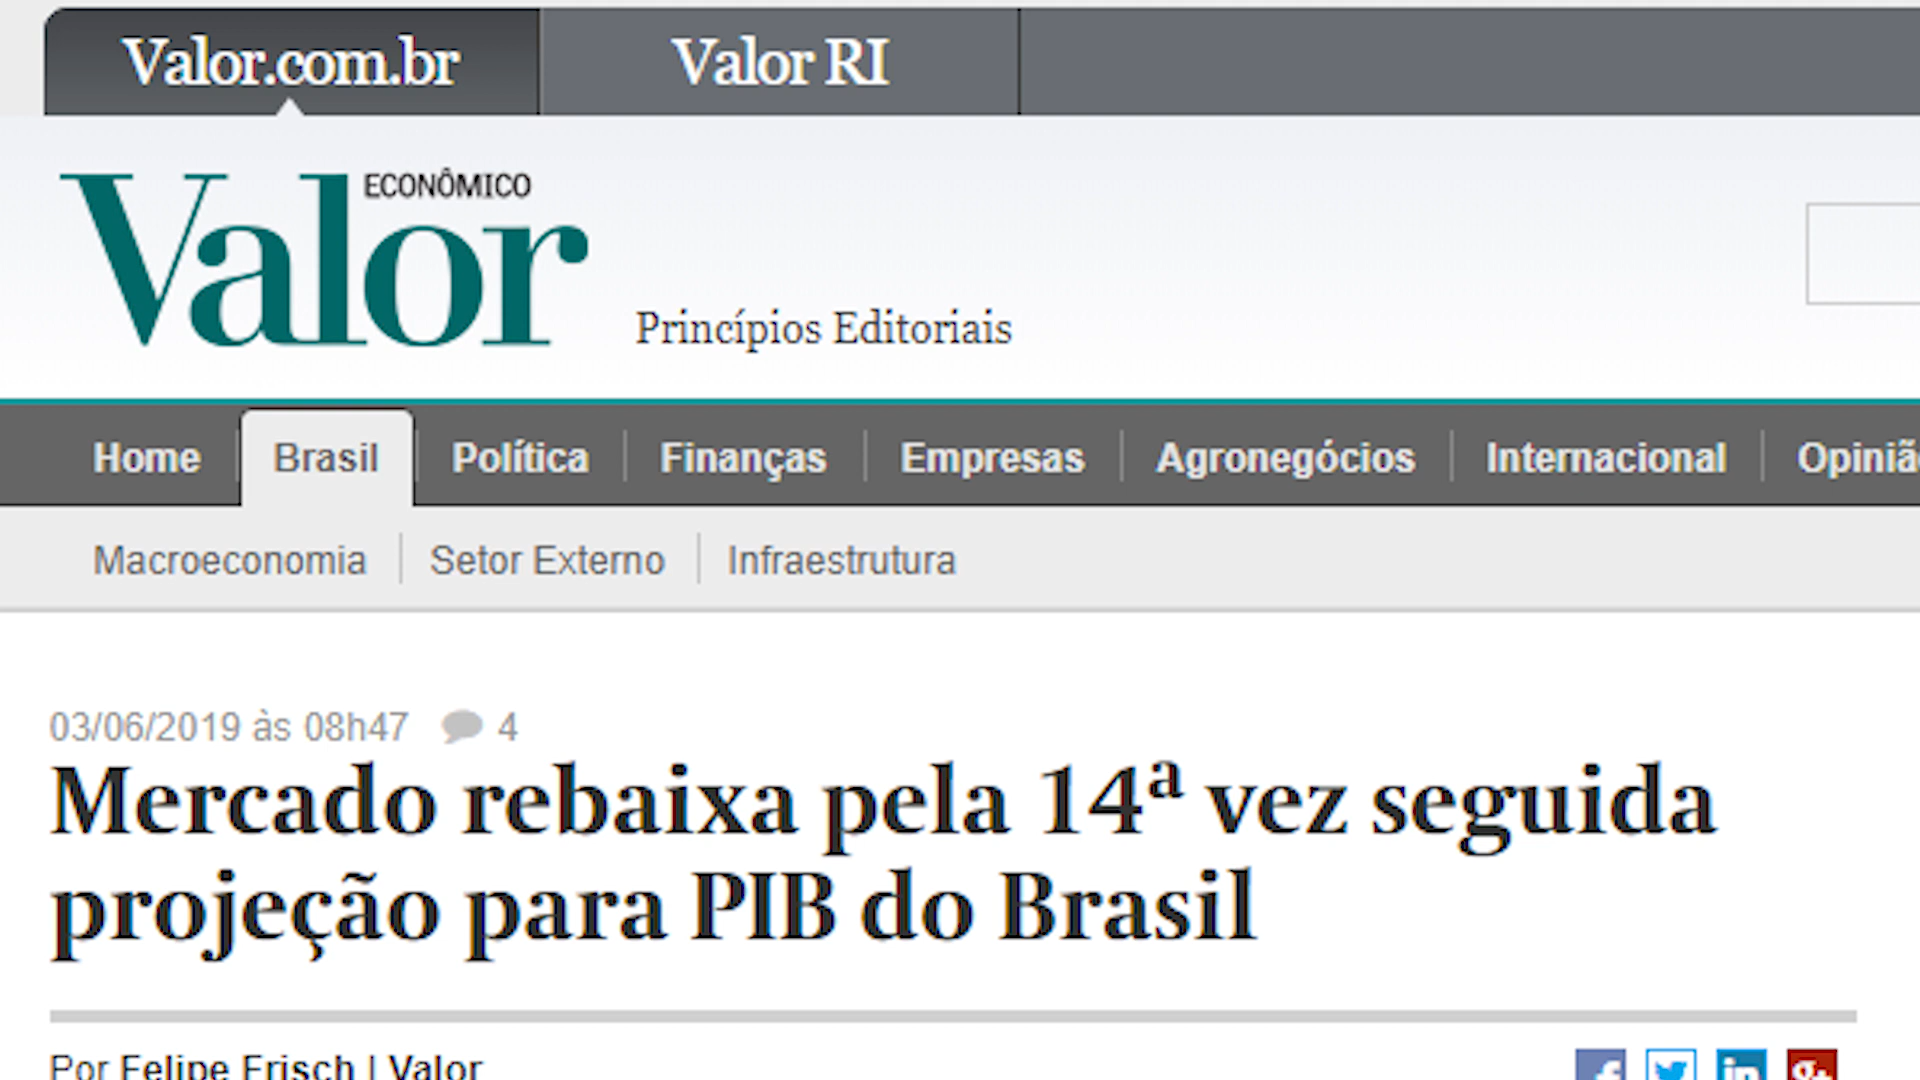 Valor.com.br
Valor RI
Valor ECONÔMICO
Princípios Editoriais
Home Brasil Política Finanças Empresas Agronegócios Internacional
Macroeconomia Setor Externo Infraestrutura
03/06/2019 às 08h47 4
Mercado rebaixa pela 14ª vez seguida
projeção para PIB do Brasil
Por Felipe Frisch | Valor